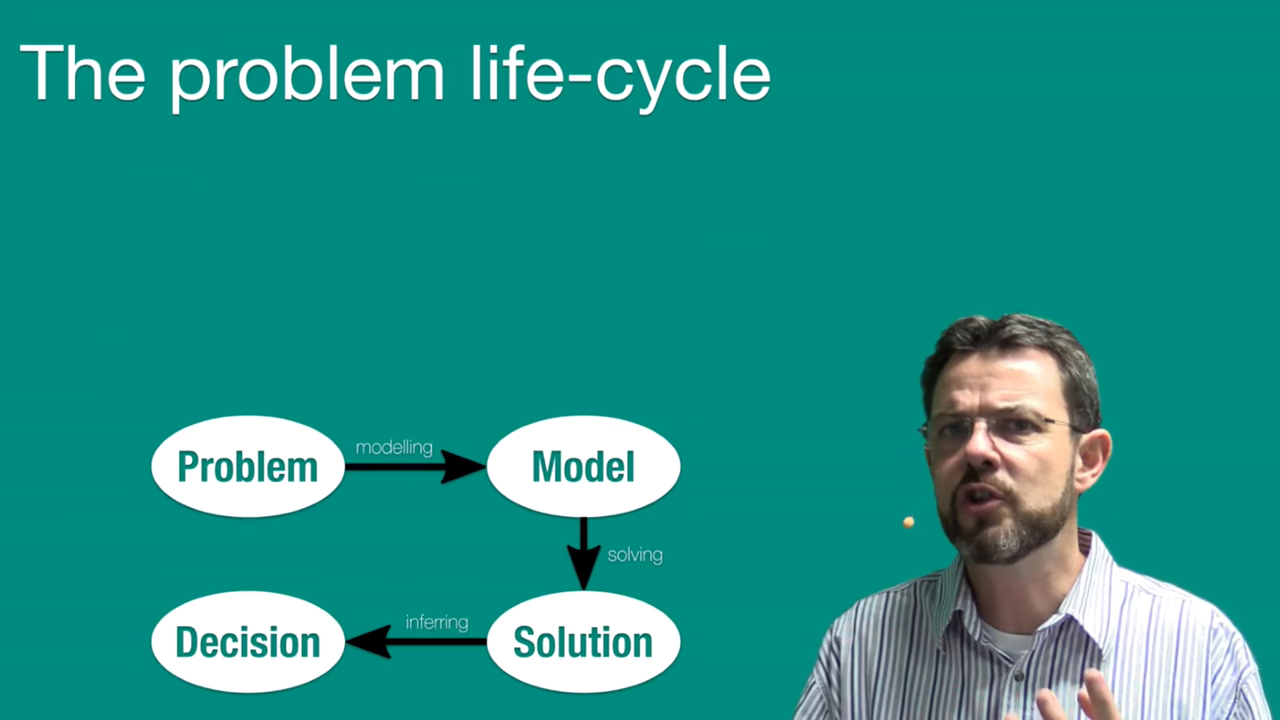 The problem life-cycle
Problem
modelling
Model
solving
Decision
inferring
Solution